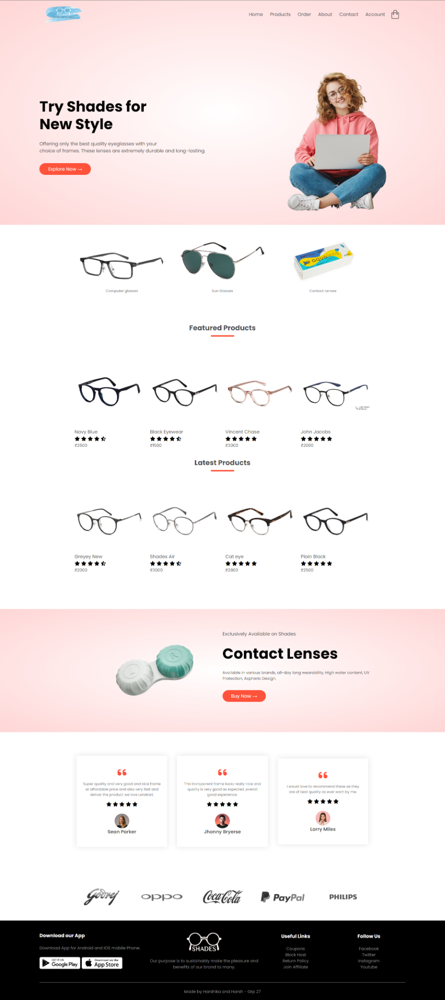 SHADES
Home Products Order About Contact Account
Try Shades for
New Style
Offering only the best quality eyeglasses with your
choice of frames. These lenses are extremely durable and long-lasting.
Explore Now →
aqualens
Computer glasses
Sun Glasses
Contact Lenses
Featured Products
Navy Blue
₹2500
Black Eyewear
₹1500
Vincent Chase
₹3000
John Jacobs
₹2000
Latest Products
Greyey New
₹2000
Shades Air
₹3000
Cat eye
₹2800
Plain Black
₹2500
R
Exclusively Available on Shades
Contact Lenses
Available in various brands, all-day long wearability, High water content, UV
Protection, Aspheric Design.
Buy Now →
Super quality and very good and nice frame
at affordable price and also very fast and
deliver the product we love Lenskart.
Sean Parker
This transparent frame looks really nice and
quality is very good as expected ,overall
good experience.
Jhonny Bryerse
I would love to recommend these as they
are of best quality as ever worn by me.
Larry Miles
Godrej
oppo
Coca-Cola
PayPal
PHILIPS
Download our App
Download App for Android and IOS mobile Phone.
GET IT ON
Google Play
Download on the
App Store
SHADES
Our purpose is to sustainably make the pleasure and
benefits of our brand to many.
Useful Links
Coupons
Block Host
Return Policy
Join Affiliate
Follow Us
Facebook
Twitter
Instagram
Youtube
Made by Harshika and Harsh - Grp 27